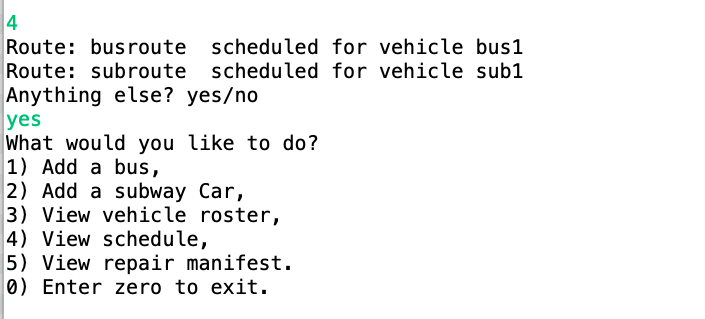 4
Route: busroute  scheduled for vehicle bus1
Route: subroute  scheduled for vehicle sub1
Anything else? yes/no
yes
What would you like to do?
1) Add a bus,
2) Add a subway Car,
3) View vehicle roster,
4) View schedule,
5) View repair manifest.
0) Enter zero to exit.